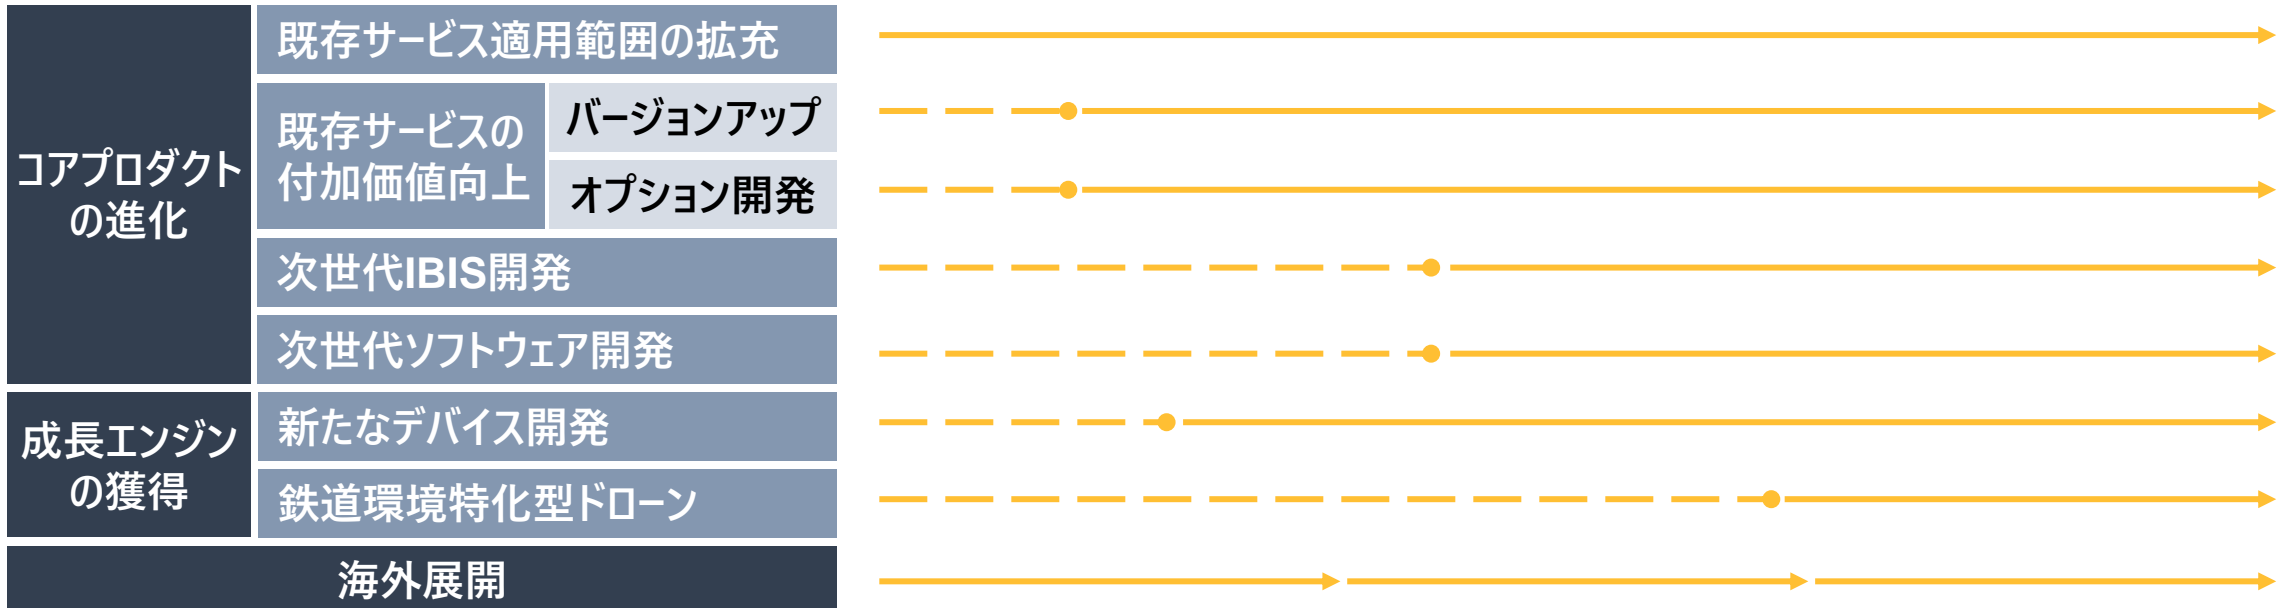 コアプロダクト
の進化
既存サービス適用範囲の拡充
既存サービスの
付加価値向上
バージョンアップ
オプション開発
次世代IBIS開発
次世代ソフトウェア開発
成長エンジン
の獲得
新たなデバイス開発
鉄道環境特化型ドローン
海外展開